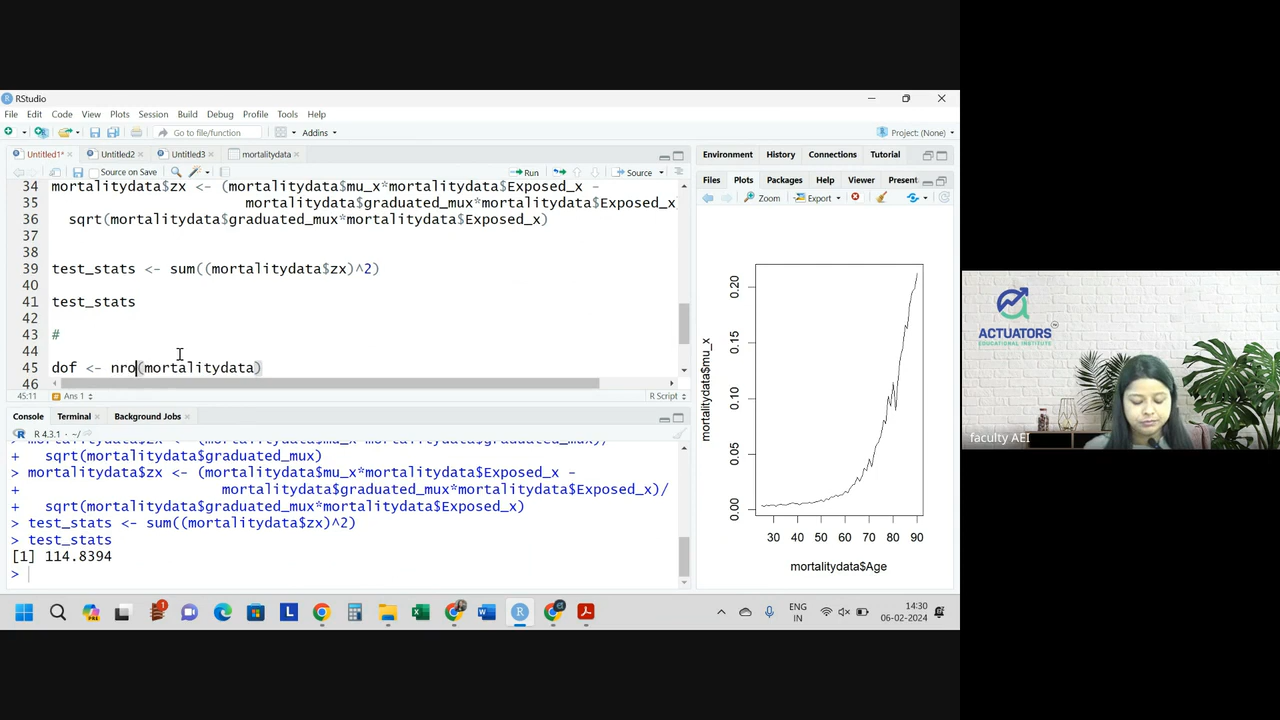 RStudio
File Edit Code View Plots Session Build Debug Profile Tools Help
Go to file/function Addins Project: (None)
Untitled1* Untitled2 Untitled3 mortalitydata
Source on Save Run Source
34 mortalitydata$zx <- (mortalitydata$mu_x*mortalitydata$Exposed_x -
35 mortalitydata$graduated_mux*mortalitydata$Exposed_x
36 sqrt(mortalitydata$graduated_mux*mortalitydata$Exposed_x)
37
38
39 test_stats <- sum((mortalitydata$zx)^2)
40
41 test_stats
42
43 #
44
45 dof <- nro(mortalitydata)
46
45:11 Ans 1 R Script
Console Terminal Background Jobs
R 4.3.1 · ~/
+ sqrt(mortalitydata$graduated_mux)
> mortalitydata$zx <- (mortalitydata$mu_x*mortalitydata$Exposed_x -
+ mortalitydata$graduated_mux*mortalitydata$Exposed_x)/
+ sqrt(mortalitydata$graduated_mux*mortalitydata$Exposed_x)
> test_stats <- sum((mortalitydata$zx)^2)
> test_stats
[1] 114.8394
>
Environment History Connections Tutorial
Files Plots Packages Help Viewer Present
Zoom Export
mortalitydata$mu_x
0.20
0.15
0.10
0.05
0.00
30 40 50 60 70 80 90
mortalitydata$Age
ENG
IN
14:30
06-02-2024
ACTUATORS
EDUCATIONAL INSTITUTE
faculty AEI